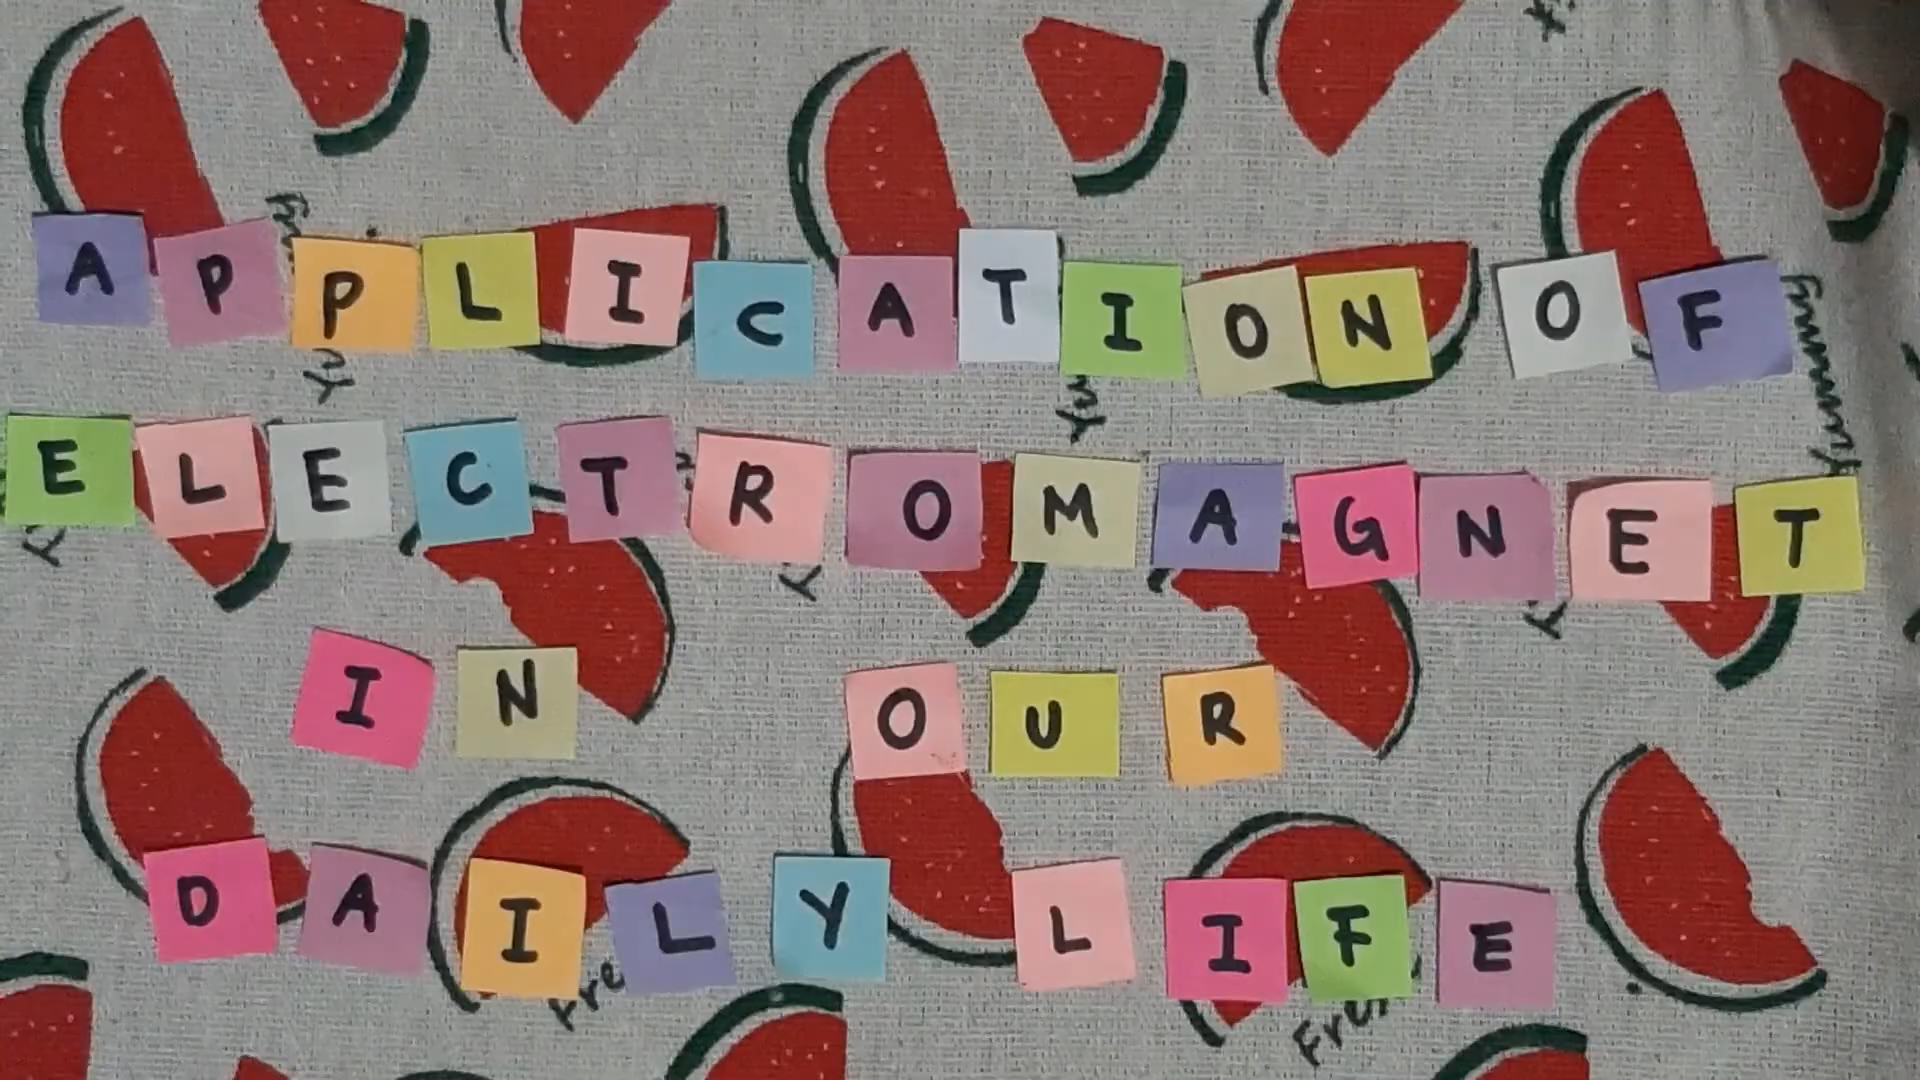 APPLICATION OF
ELECTROMAGNET
IN OUR
DAILY LIFE